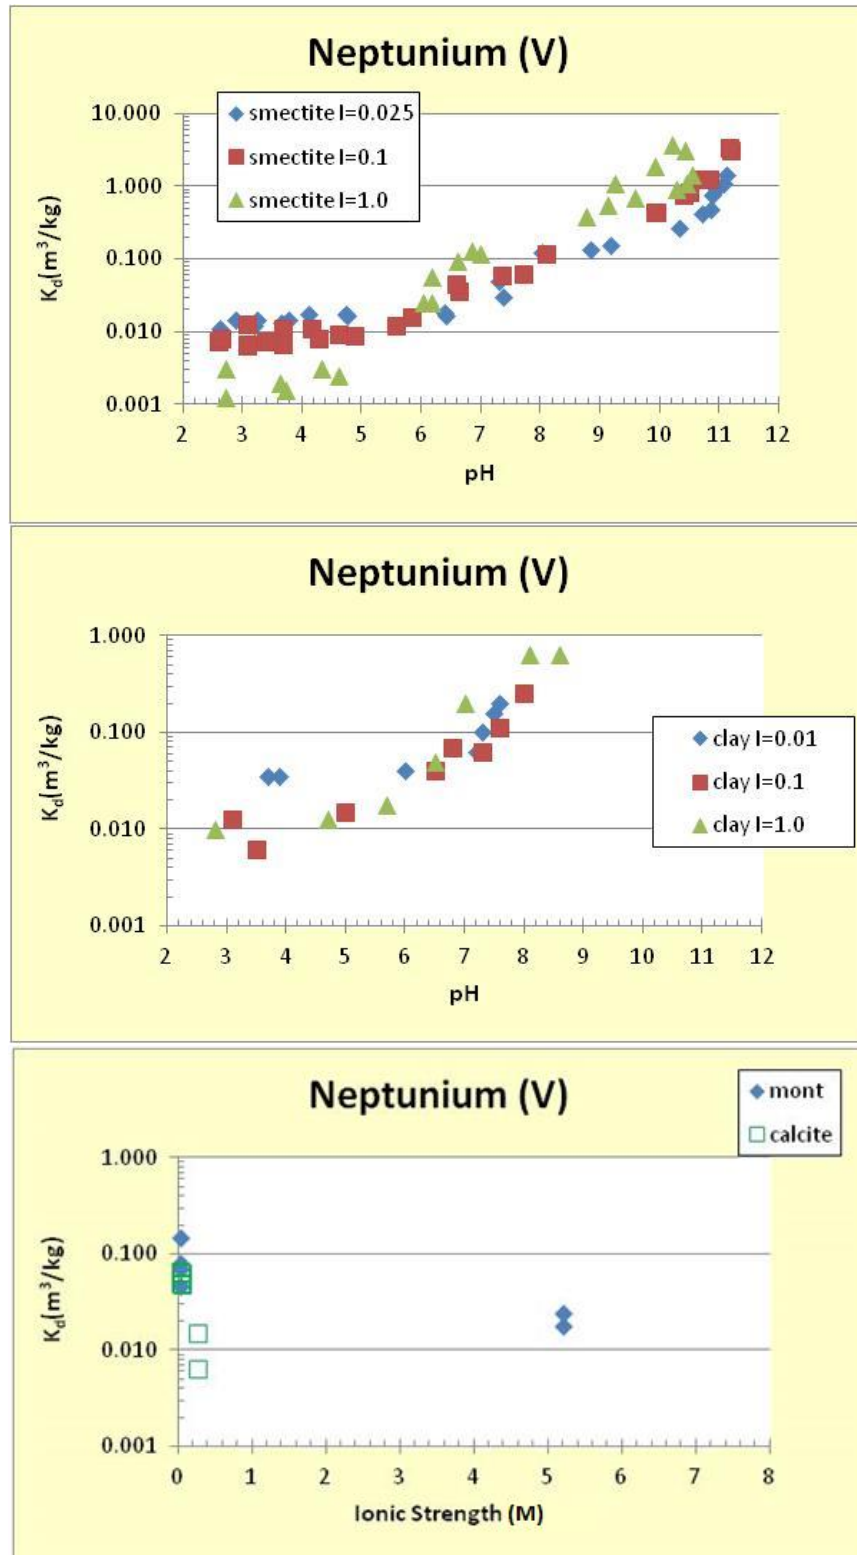 Neptunium (V)
smectite I=0.025
smectite I=0.1
smectite I=1.0
10.000
1.000
0.100
0.010
0.001
K_d(m³/kg)
2 3 4 5 6 7 8 9 10 11 12
pH
Neptunium (V)
1.000
0.100
0.010
0.001
K_d(m³/kg)
clay I=0.01
clay I=0.1
clay I=1.0
2 3 4 5 6 7 8 9 10 11 12
pH
Neptunium (V)
mont
calcite
1.000
0.100
0.010
0.001
K_d(m³/kg)
0 1 2 3 4 5 6 7 8
Ionic Strength (M)